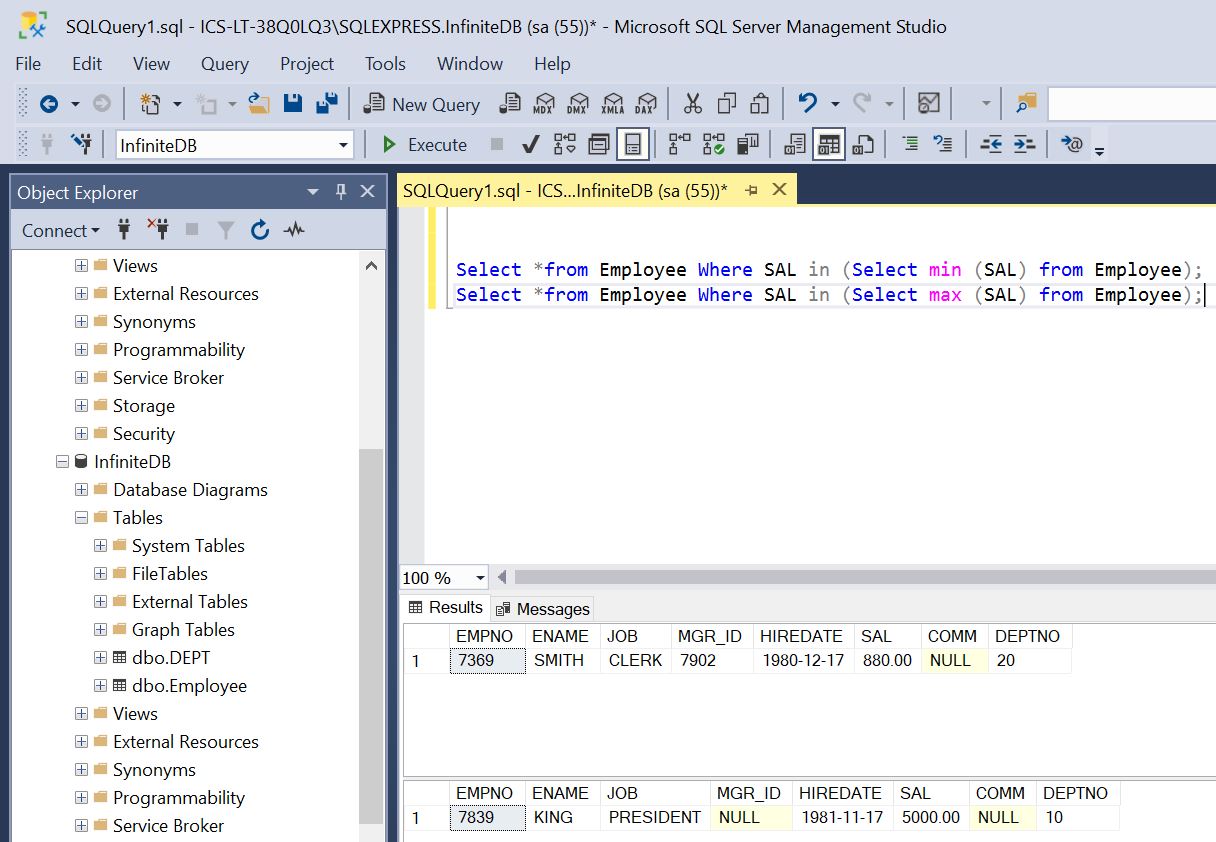 SQLQuery1.sql - ICS-LT-38Q0LQ3\SQLEXPRESS.InfiniteDB (sa (55))* - Microsoft SQL Server Management Studio
File Edit View Query Project Tools Window Help
New Query MDX DMX XMLA DAX
InfiniteDB Execute
Object Explorer
Connect
Views
External Resources
Synonyms
Programmability
Service Broker
Storage
Security
InfiniteDB
Database Diagrams
Tables
System Tables
FileTables
External Tables
Graph Tables
dbo.DEPT
dbo.Employee
Views
External Resources
Synonyms
Programmability
Service Broker
SQLQuery1.sql - ICS...InfiniteDB (sa (55))*
Select *from Employee Where SAL in (Select min (SAL) from Employee);
Select *from Employee Where SAL in (Select max (SAL) from Employee);
100 %
Results Messages
EMPNO ENAME JOB MGR_ID HIREDATE SAL COMM DEPTNO
1 7369 SMITH CLERK 7902 1980-12-17 880.00 NULL 20
EMPNO ENAME JOB MGR_ID HIREDATE SAL COMM DEPTNO
1 7839 KING PRESIDENT NULL 1981-11-17 5000.00 NULL 10